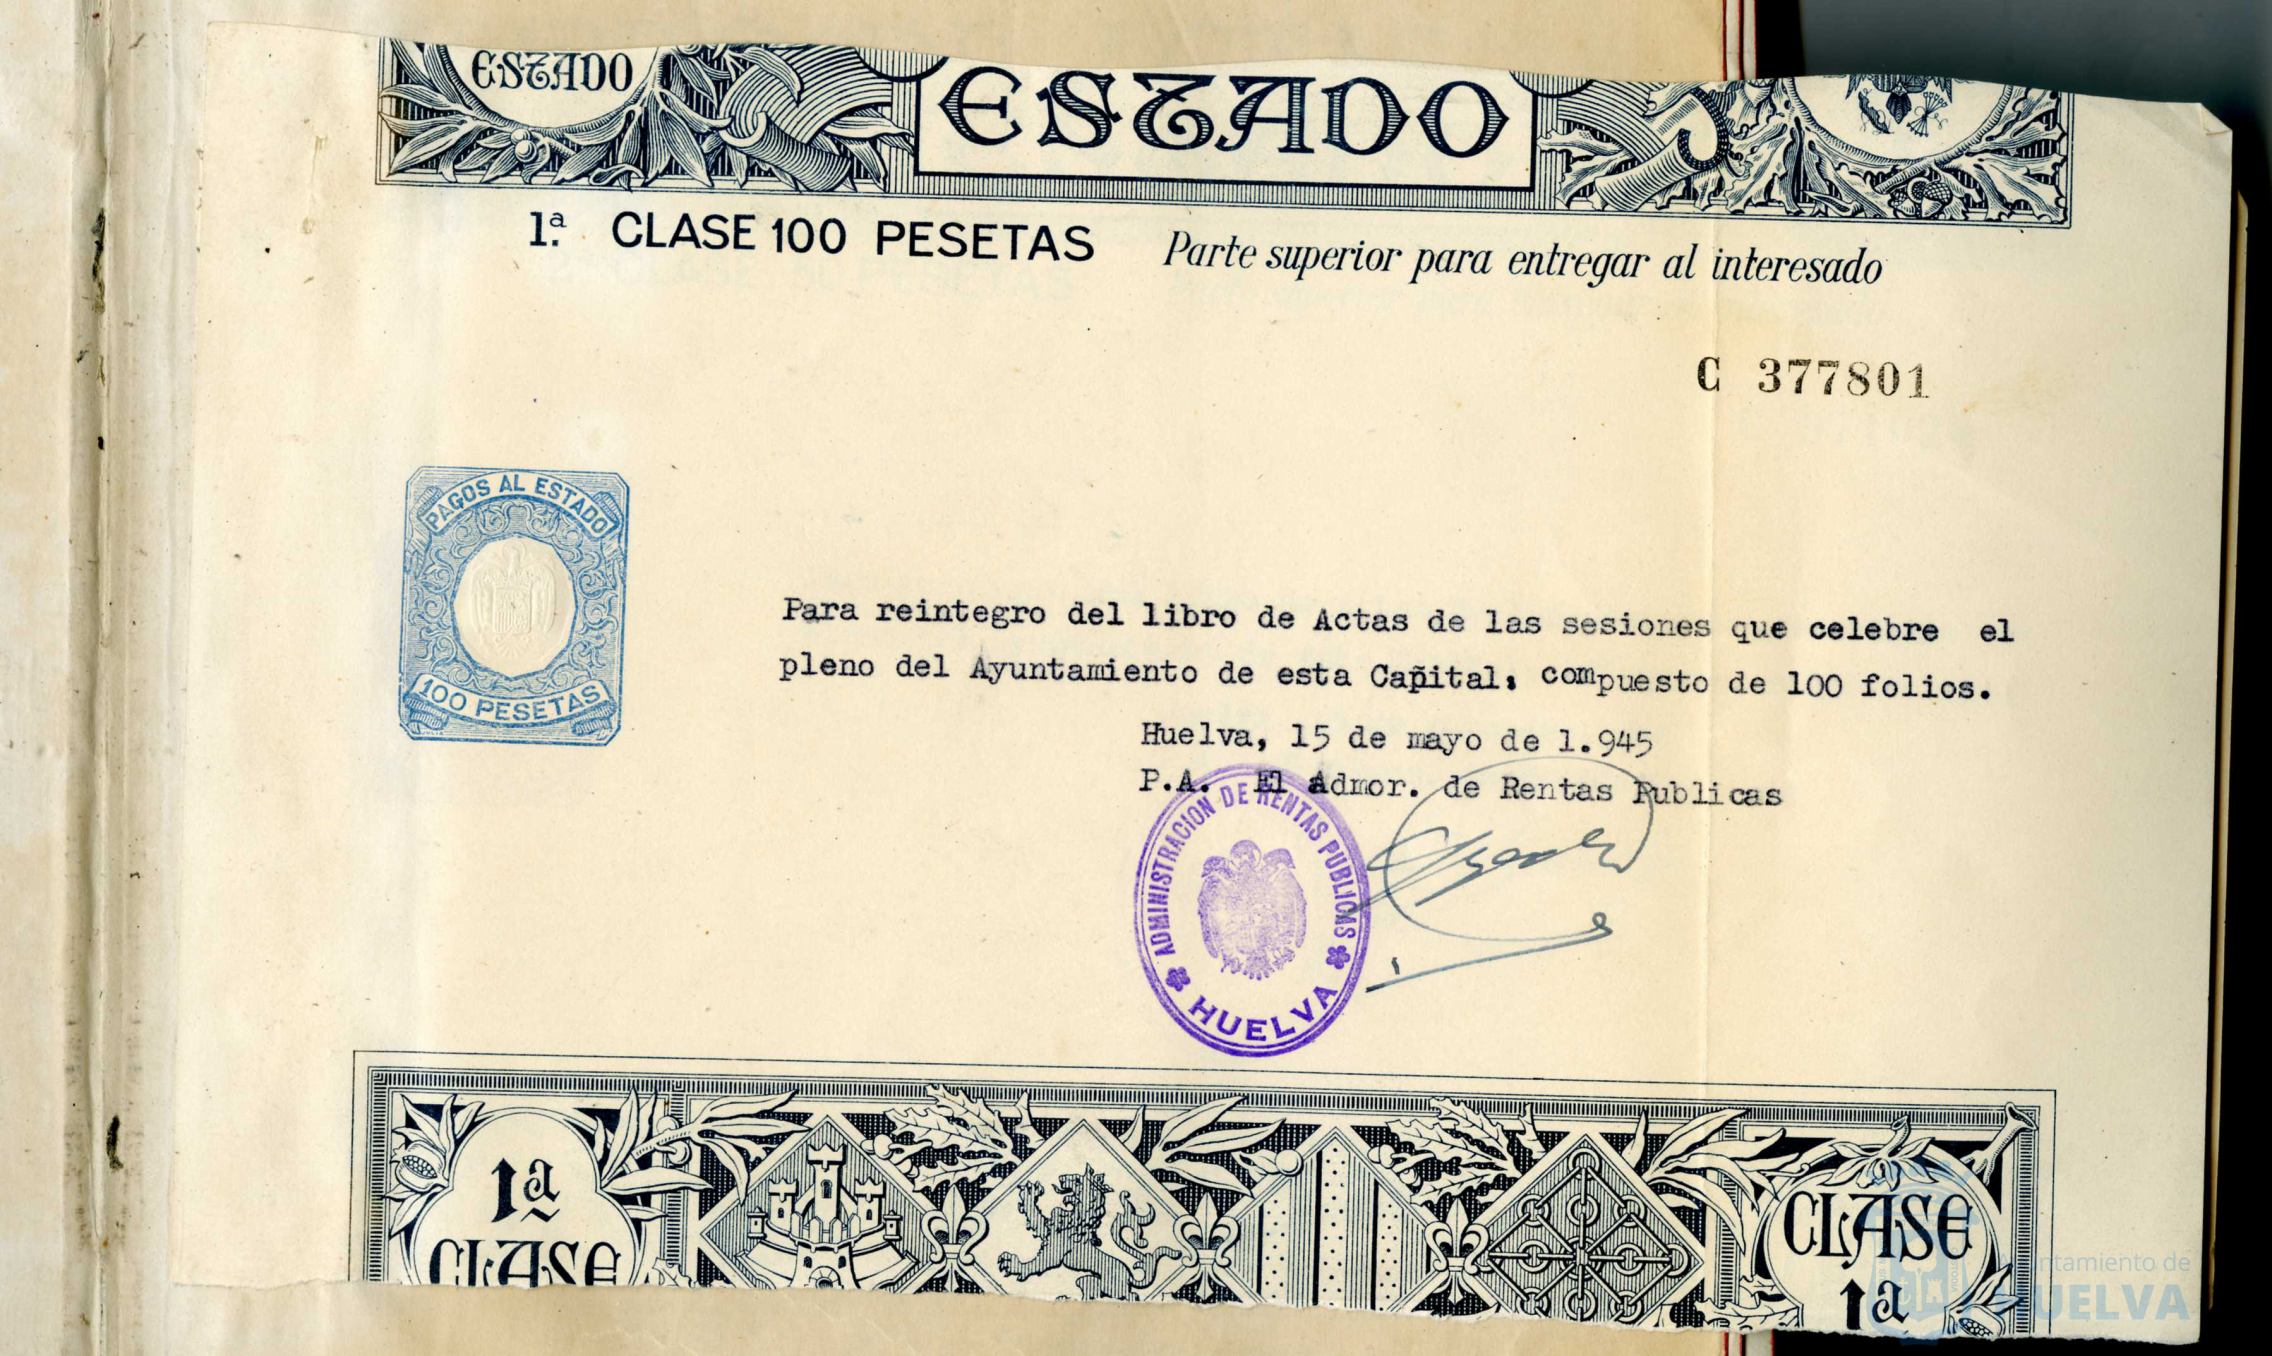 ESTADO
ESTADO
1ª. CLASE 100 PESETAS Parte superior para entregar al interesado
C 377801
PAGOS AL ESTADO
100 PESETAS
Para reintegro del libro de Actas de las sesiones que celebre el
pleno del Ayuntamiento de esta Capital, compuesto de 100 folios.
Huelva, 15 de mayo de 1.945
P.A. El Admor. de Rentas Publicas
ADMINISTRACION DE RENTAS PUBLICAS
HUELVA
1ª
CLASE
CLASE
1ª
Ayuntamiento de
HUELVA